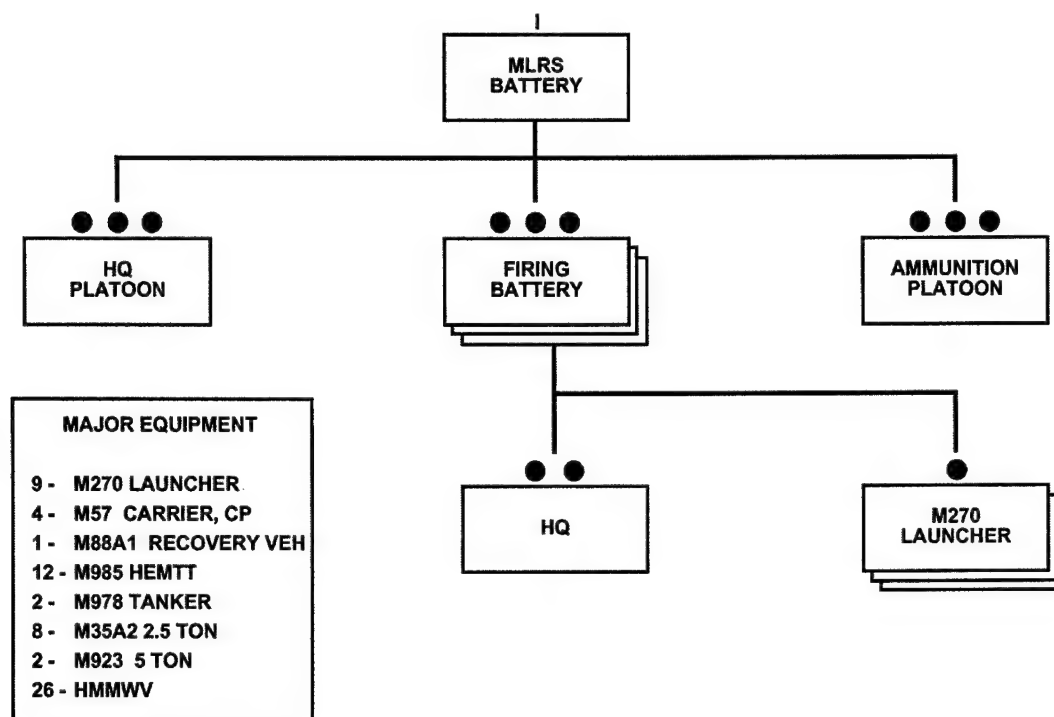 MLRS
BATTERY
HQ
PLATOON
FIRING
BATTERY
AMMUNITION
PLATOON
MAJOR EQUIPMENT
9 - M270 LAUNCHER
4 - M57 CARRIER, CP
1 - M88A1 RECOVERY VEH
12 - M985 HEMTT
2 - M978 TANKER
8 - M35A2 2.5 TON
2 - M923 5 TON
26 - HMMWV
HQ
M270
LAUNCHER